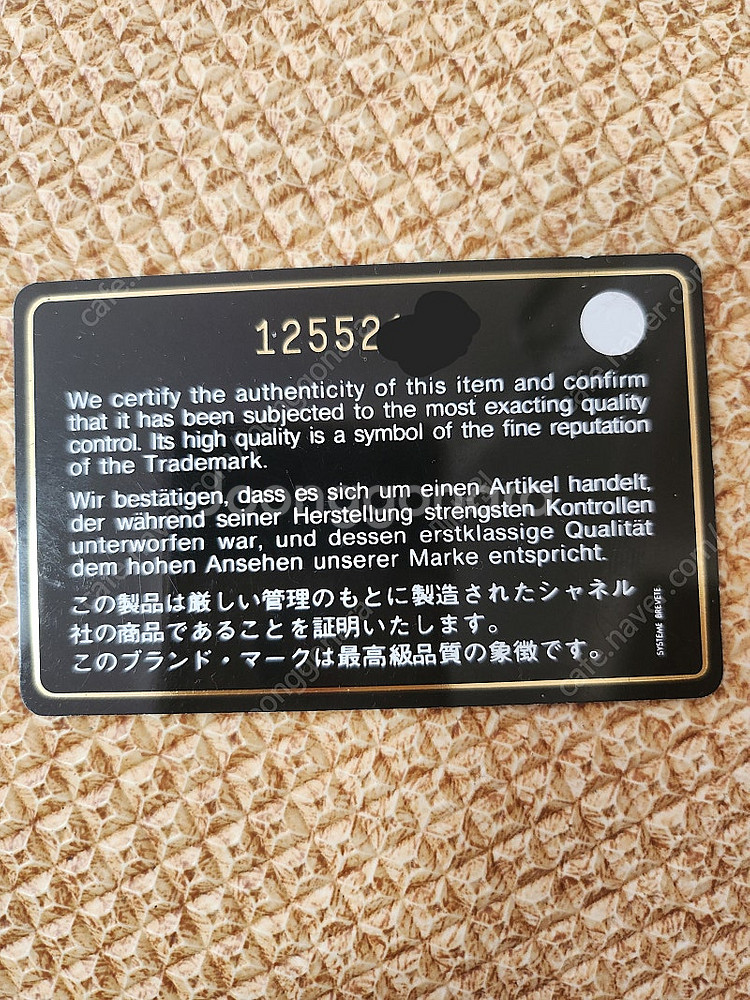 12552
We certify the authenticity of this item and confirm
that it has been subjected to the most exacting quality
control. Its high quality is a symbol of the fine reputation
of the Trademark.
Wir bestätigen, dass es sich um einen Artikel handelt,
der während seiner Herstellung strengsten Kontrollen
unterworfen war, und dessen erstklassige Qualität
dem hohen Ansehen unserer Marke entspricht.
この製品は厳しい管理のもとに製造されたシャネル
社の商品であることを証明いたします。
このブランド・マークは最高級品質の象徴です。
SYSTEME BREVETE